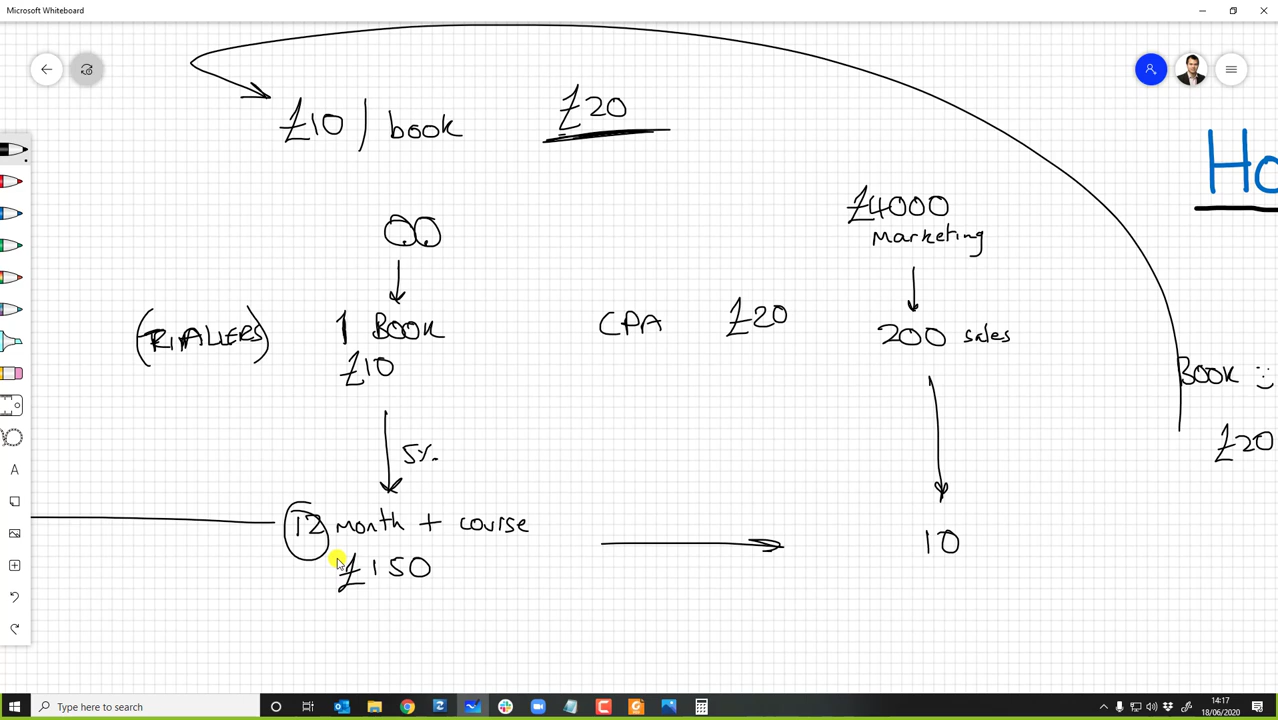 Microsoft Whiteboard
£10 / book
£20
Ho
£4000
Marketing
1 BOOK
£10
CPA
£20
200 sales
BOOK :)
£20
5%
12 month + course
£150
10
A
Type here to search
14:17
18/06/2020